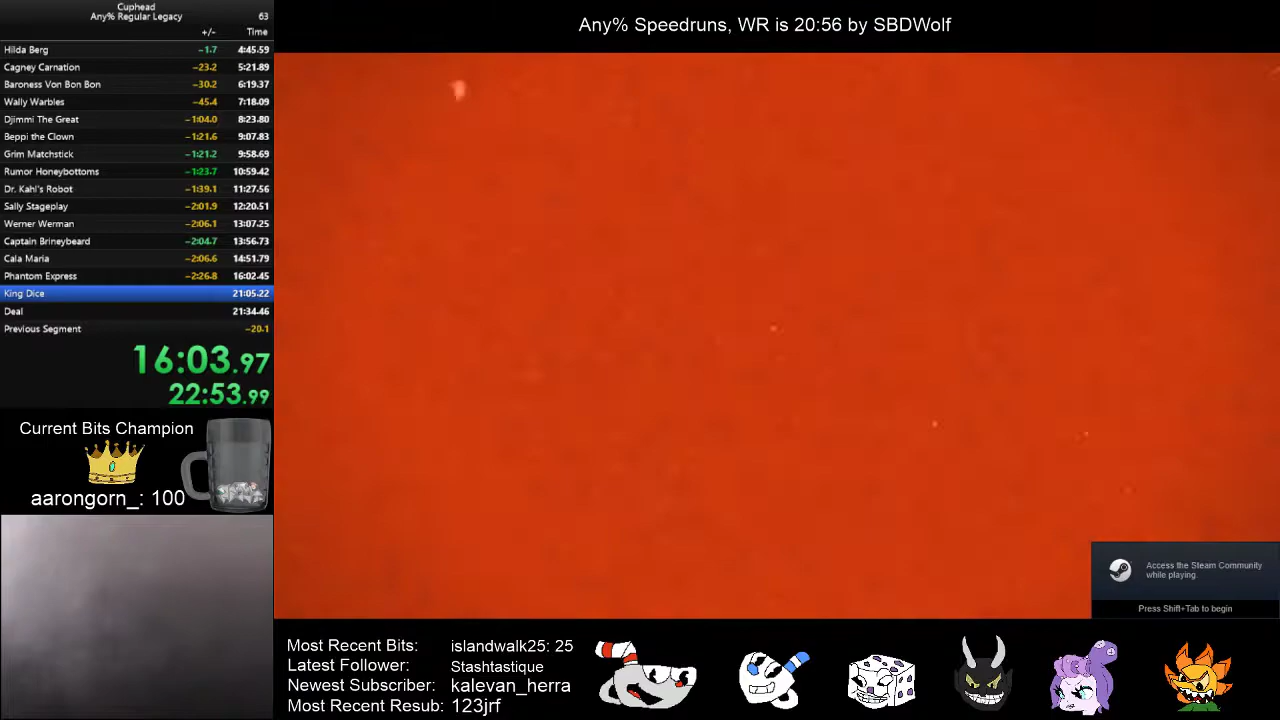 Cuphead
Any% Regular Legacy 63
+/- Time
Hilda Berg -1.7 4:45.59
Cagney Carnation -23.2 5:21.89
Baroness Von Bon Bon -30.2 6:19.37
Wally Warbles -45.4 7:18.09
Djimmi The Great -1:04.0 8:23.80
Beppi the Clown -1:21.6 9:07.83
Grim Matchstick -1:21.2 9:58.69
Rumor Honeybottoms -1:23.7 10:59.42
Dr. Kahl's Robot -1:39.1 11:27.56
Sally Stageplay -2:01.9 12:20.51
Werner Werman -2:06.1 13:07.25
Captain Brineybeard -2:04.7 13:56.73
Cala Maria -2:06.6 14:51.79
Phantom Express -2:26.8 16:02.45
King Dice 21:05.22
Deal 21:34.46
Previous Segment -20.1
16:03.97
22:53.99
Current Bits Champion
aarongorn_: 100
Any% Speedruns, WR is 20:56 by SBDWolf
Access the Steam Community
while playing.
Press Shift+Tab to begin
Most Recent Bits: islandwalk25: 25
Latest Follower: Stashtastique
Newest Subscriber: kalevan_herra
Most Recent Resub: 123jrf